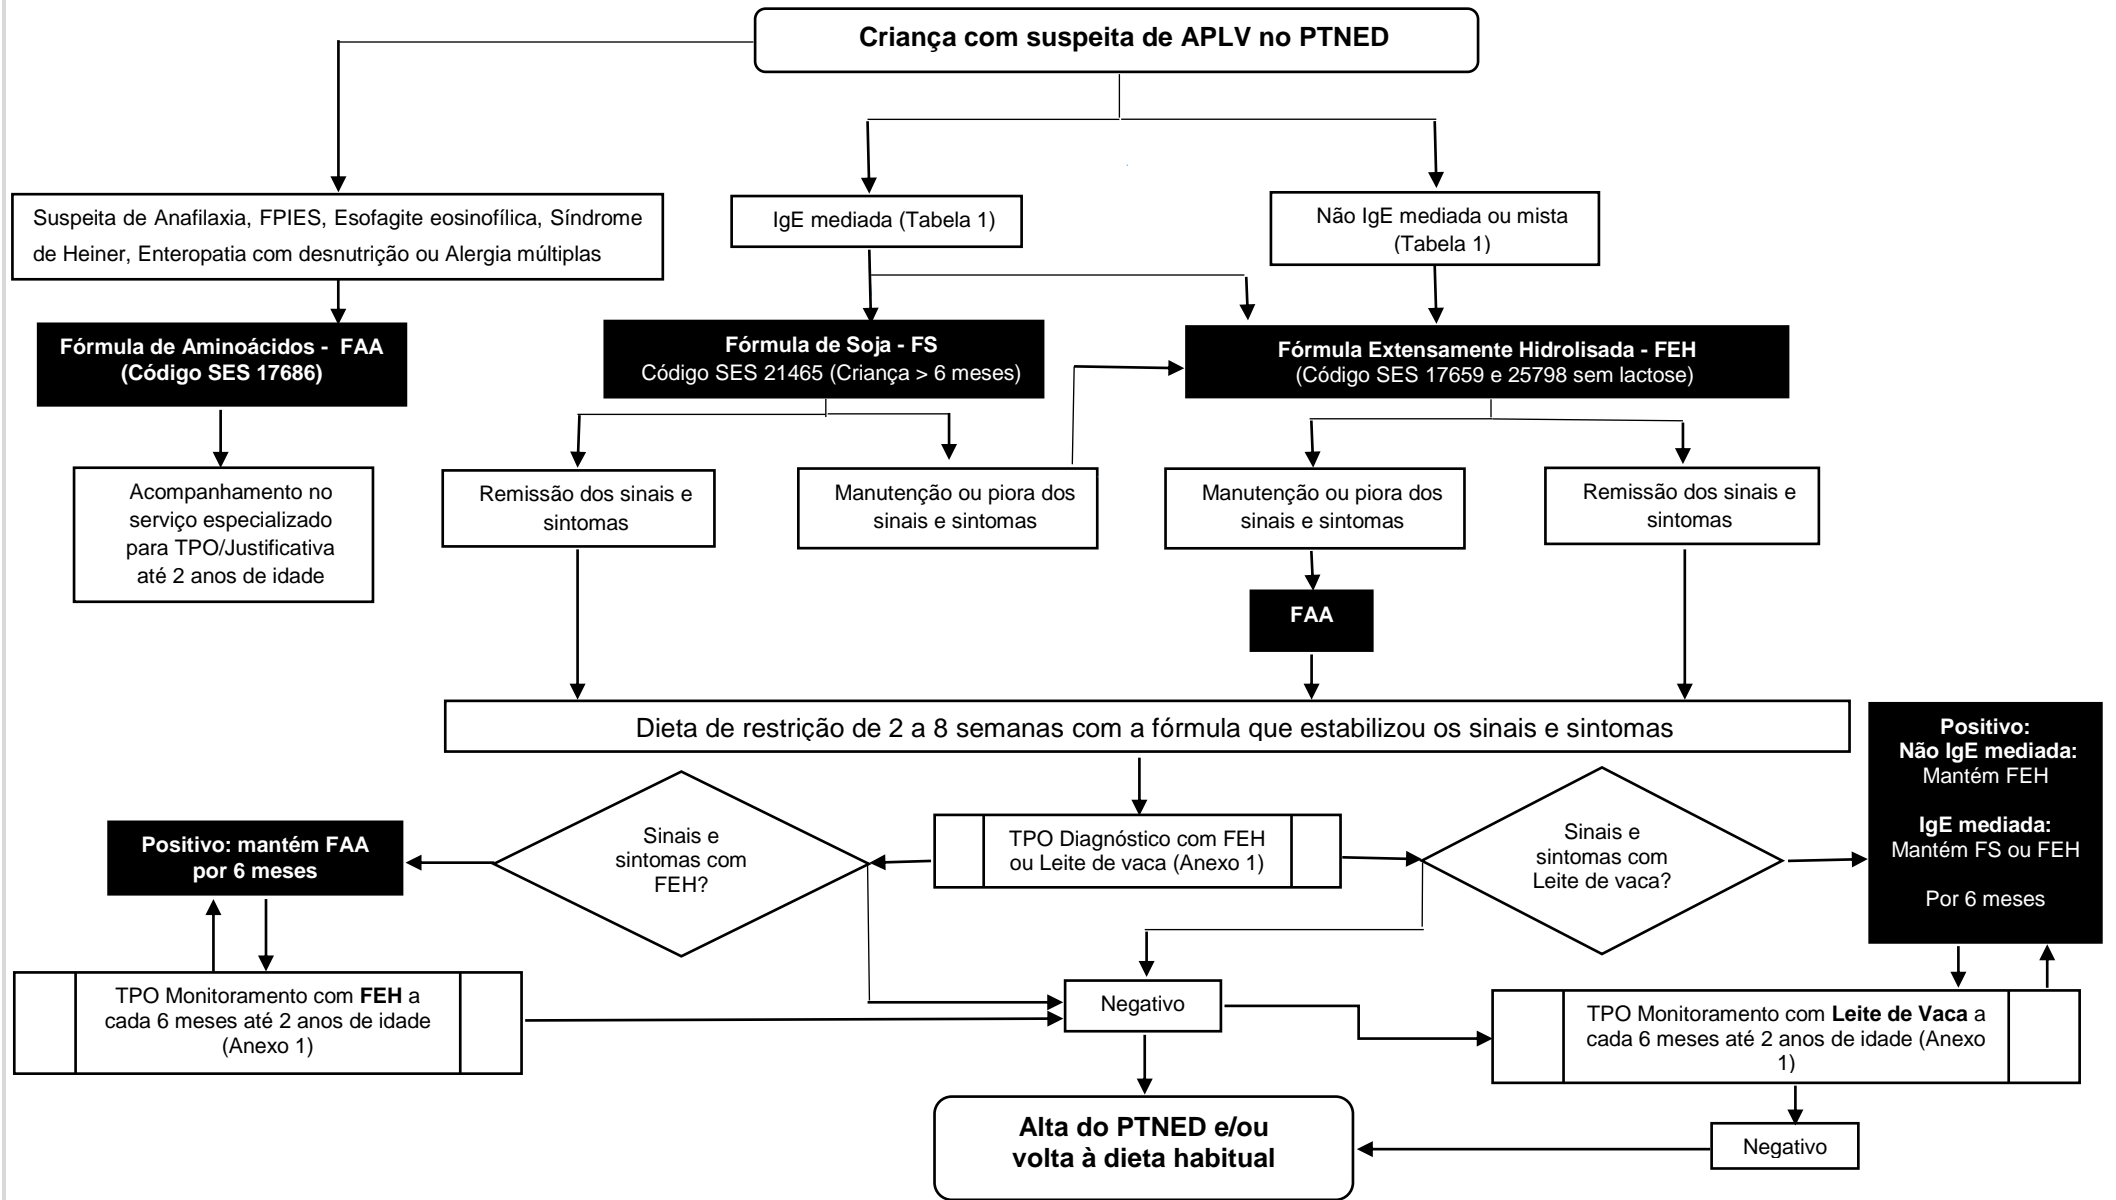 Criança com suspeita de APLV no PTNED
Suspeita de Anafilaxia, FPIES, Esofagite eosinofílica, Síndrome
de Heiner, Enteropatia com desnutrição ou Alergia múltiplas
IgE mediada (Tabela 1)
Não IgE mediada ou mista
(Tabela 1)
Fórmula de Aminoácidos - FAA
(Código SES 17686)
Fórmula de Soja - FS
Código SES 21465 (Criança > 6 meses)
Fórmula Extensamente Hidrolisada - FEH
(Código SES 17659 e 25798 sem lactose)
Acompanhamento no
serviço especializado
para TPO/Justificativa
até 2 anos de idade
Remissão dos sinais e
sintomas
Manutenção ou piora dos
sinais e sintomas
Manutenção ou piora dos
sinais e sintomas
Remissão dos sinais e
sintomas
FAA
Dieta de restrição de 2 a 8 semanas com a fórmula que estabilizou os sinais e sintomas
Positivo: mantém FAA
por 6 meses
Sinais e
sintomas com
FEH?
TPO Diagnóstico com FEH
ou Leite de vaca (Anexo 1)
Sinais e
sintomas com
Leite de vaca?
Positivo:
Não IgE mediada:
Mantém FEH
IgE mediada:
Mantém FS ou FEH
Por 6 meses
TPO Monitoramento com FEH a
cada 6 meses até 2 anos de idade
(Anexo 1)
Negativo
TPO Monitoramento com Leite de Vaca a
cada 6 meses até 2 anos de idade (Anexo
1)
Alta do PTNED e/ou
volta à dieta habitual
Negativo